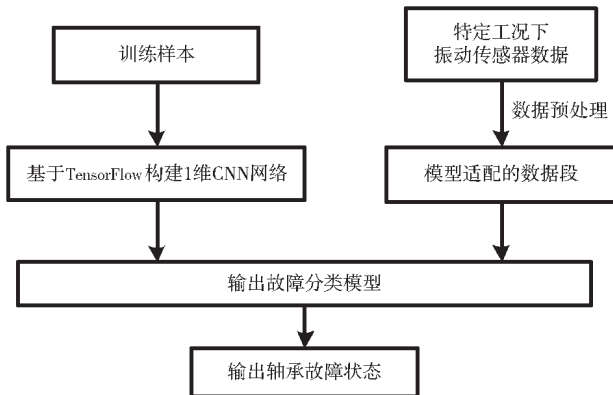 训练样本
特定工况下
振动传感器数据
数据预处理
基于TensorFlow构建1维CNN网络
模型适配的数据段
输出故障分类模型
输出轴承故障状态